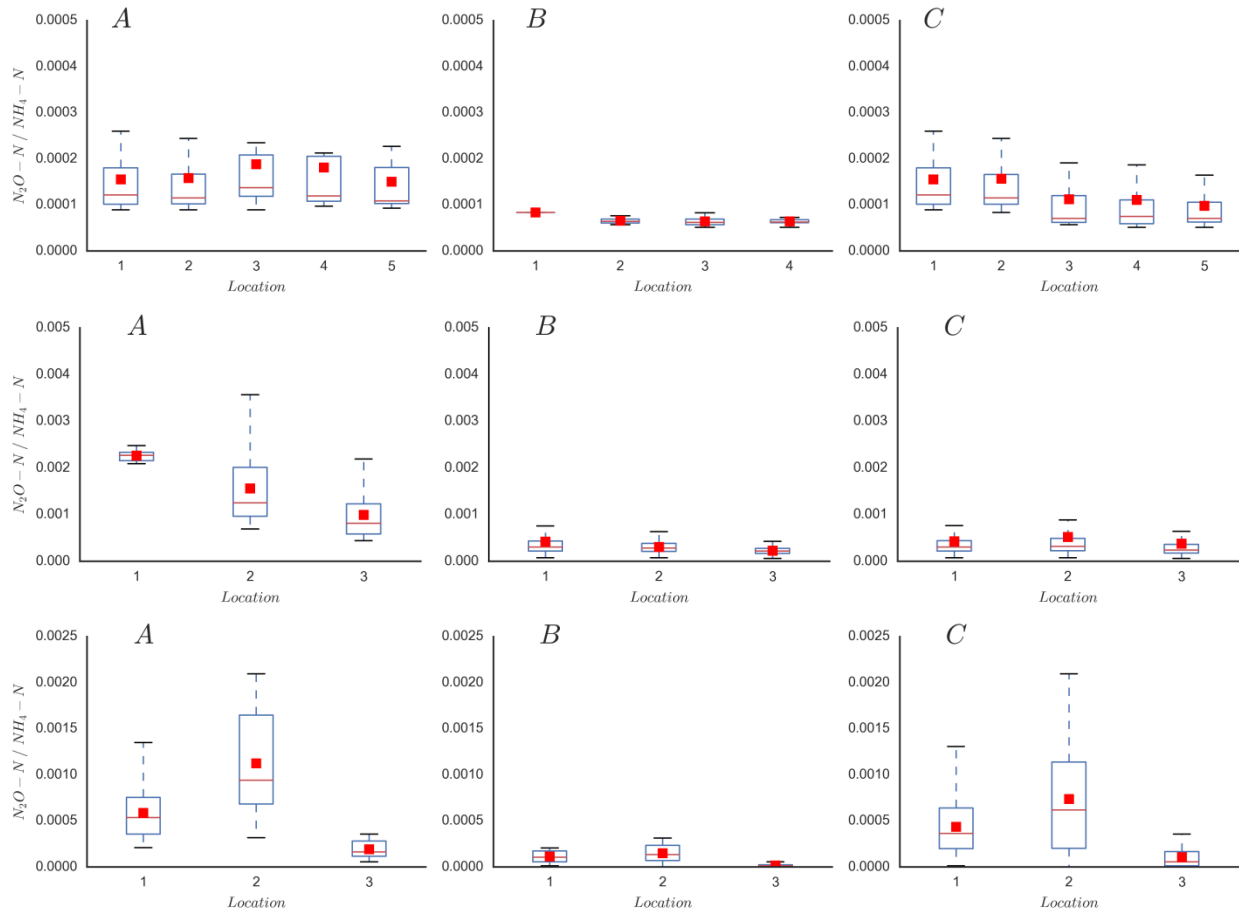 A B C
N₂O − N / NH₄ − N
0.0005 0.0005 0.0005
0.0004 0.0004 0.0004
0.0003 0.0003 0.0003
0.0002 0.0002 0.0002
0.0001 0.0001 0.0001
0.0000 0.0000 0.0000
1 2 3 4 5 1 2 3 4 1 2 3 4 5
Location Location Location
A B C
N₂O − N / NH₄ − N
0.005 0.005 0.005
0.004 0.004 0.004
0.003 0.003 0.003
0.002 0.002 0.002
0.001 0.001 0.001
0.000 0.000 0.000
1 2 3 1 2 3 1 2 3
Location Location Location
A B C
N₂O − N / NH₄ − N
0.0025 0.0025 0.0025
0.0020 0.0020 0.0020
0.0015 0.0015 0.0015
0.0010 0.0010 0.0010
0.0005 0.0005 0.0005
0.0000 0.0000 0.0000
1 2 3 1 2 3 1 2 3
Location Location Location